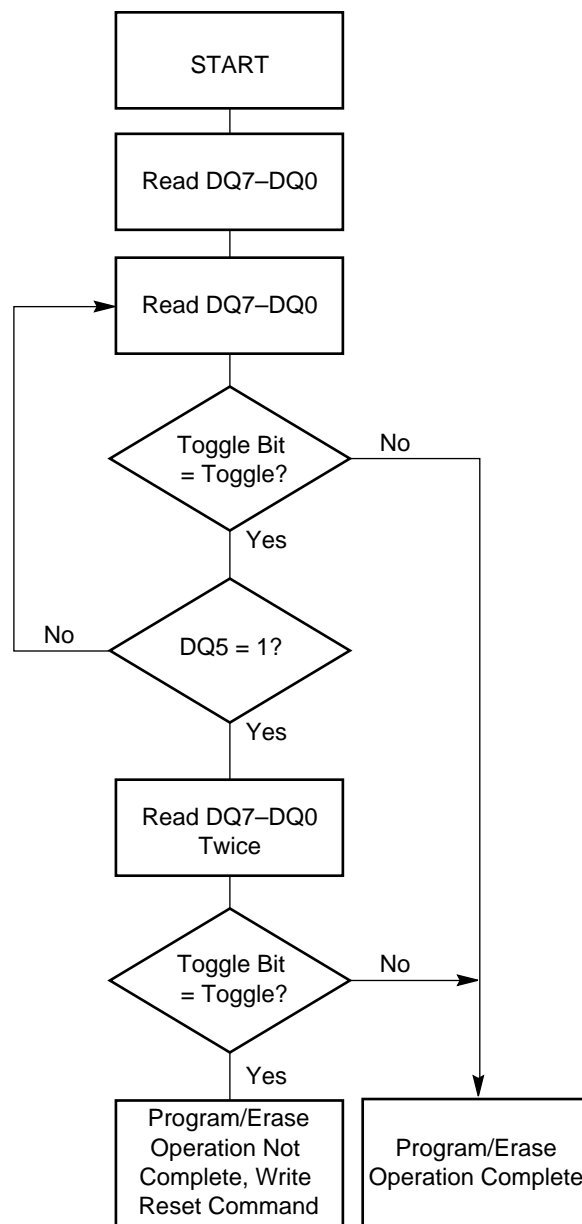 START
Read DQ7–DQ0
Read DQ7–DQ0
Toggle Bit
= Toggle?
No
Yes
No
DQ5 = 1?
Yes
Read DQ7–DQ0
Twice
Toggle Bit
= Toggle?
No
Yes
Program/Erase
Operation Not
Complete, Write
Reset Command
Program/Erase
Operation Complete